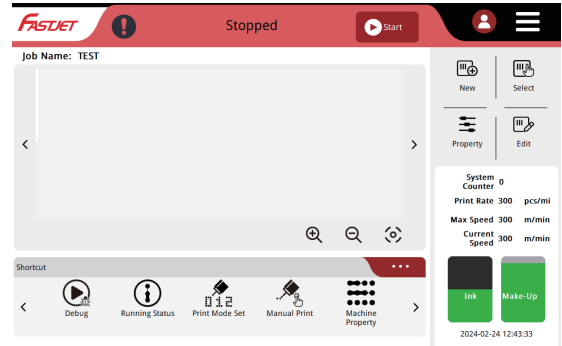 FASTJET
Stopped
Start
Job Name: TEST
New
Select
Property
Edit
System Counter 0
Print Rate 300 pcs/mi
Max Speed 300 m/min
Current Speed 300 m/min
Shortcut
Debug
Running Status
Print Mode Set
Manual Print
Machine
Property
Ink
Make-Up
2024-02-24 12:43:33